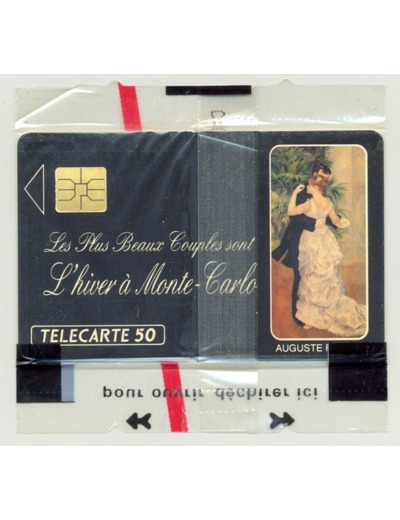 Les Plus Beaux Couples sont
L'hiver à Monte-Carlo
TELECARTE 50
AUGUSTE
pour ouvrir déchirer ici